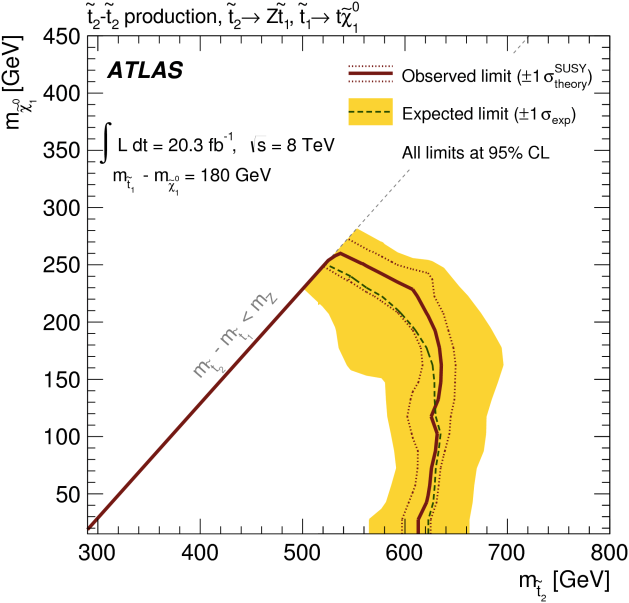 t̃₂-t̃₂ production, t̃₂→ Zt̃₁, t̃₁→ tχ̃₁⁰
m_χ̃₁⁰ [GeV]
450
400
350
300
250
200
150
100
50
ATLAS
Observed limit (±1 σ_theory^SUSY)
Expected limit (±1 σ_exp)
All limits at 95% CL
∫ L dt = 20.3 fb⁻¹, √s = 8 TeV
m_t̃₁ - m_χ̃₁⁰ = 180 GeV
m_t̃₂ - m_t̃₁ < m_Z
300 400 500 600 700 800
m_t̃₂ [GeV]